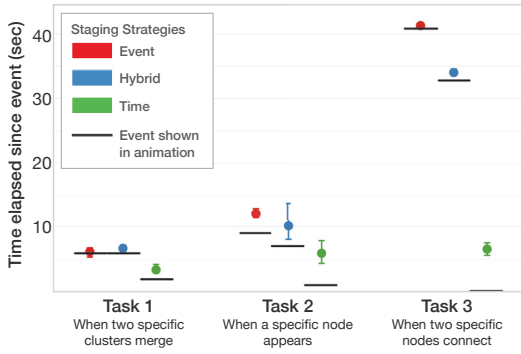 Time elapsed since event (sec)
40
30
20
10
Staging Strategies
Event
Hybrid
Time
Event shown
in animation
Task 1
When two specific
clusters merge
Task 2
When a specific node
appears
Task 3
When two specific
nodes connect